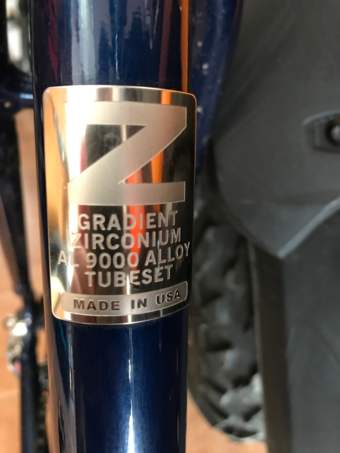 Z
GRADIENT
ZIRCONIUM
AL 9000 ALLOY
TUBESET
MADE IN USA